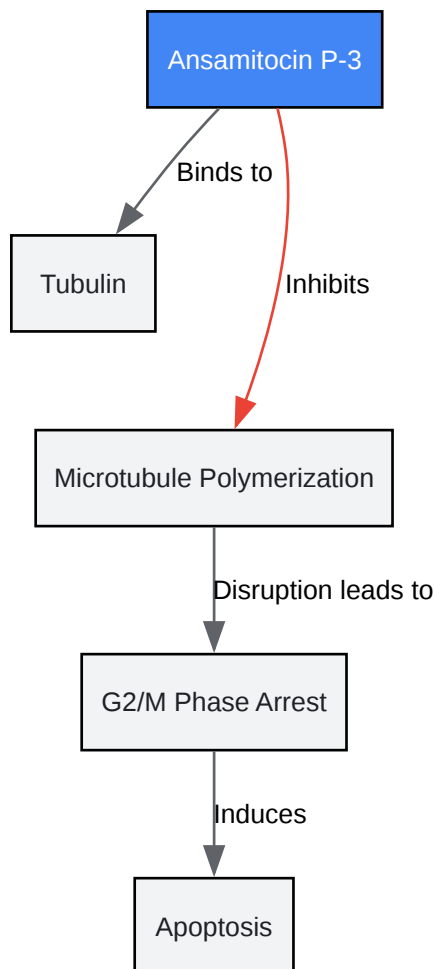 Ansamitocin P-3
Binds to
Tubulin
Inhibits
Microtubule Polymerization
Disruption leads to
G2/M Phase Arrest
Induces
Apoptosis